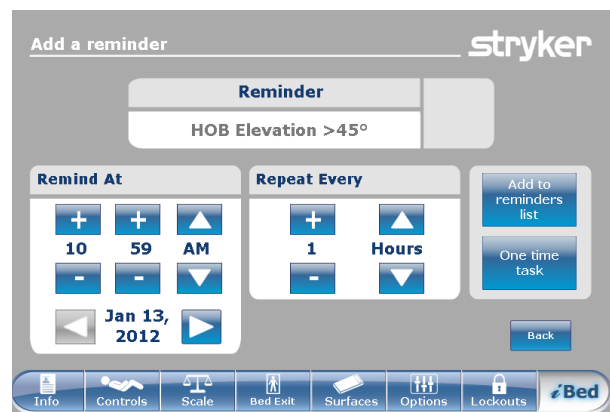 Add a reminder
stryker
Reminder
HOB Elevation >45°
Remind At
+ +
10 59 AM
- -
Jan 13,
2012
Repeat Every
+
1 Hours
-
Add to
reminders
list
One time
task
Back
Info Controls Scale Bed Exit Surfaces Options Lockouts iBed